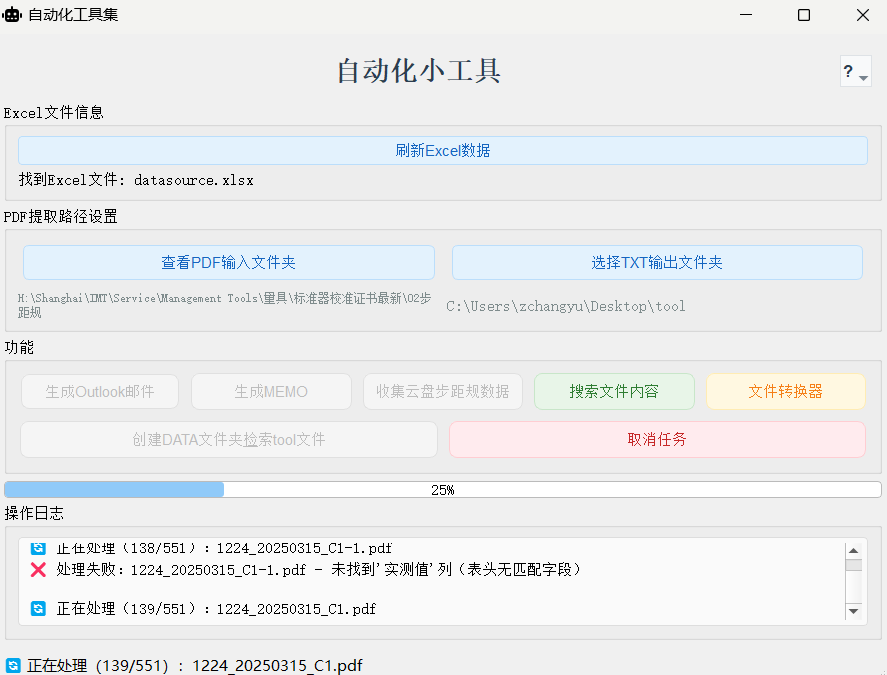 自动化工具集
自动化小工具
?
Excel文件信息
刷新Excel数据
找到Excel文件: datasource.xlsx
PDF提取路径设置
查看PDF输入文件夹
选择TXT输出文件夹
H:\Shanghai\IMT\Service\Management Tools\量具\标准器校准证书最新\02步
距规
C:\Users\zchangyu\Desktop\tool
功能
生成Outlook邮件
生成MEMO
收集云盘步距规数据
搜索文件内容
文件转换器
创建DATA文件夹检索tool文件
取消任务
25%
操作日志
正在处理（138/551）: 1224_20250315_C1-1.pdf
处理失败: 1224_20250315_C1-1.pdf - 未找到'实测值'列（表头无匹配字段）
正在处理（139/551）: 1224_20250315_C1.pdf
正在处理（139/551）: 1224_20250315_C1.pdf